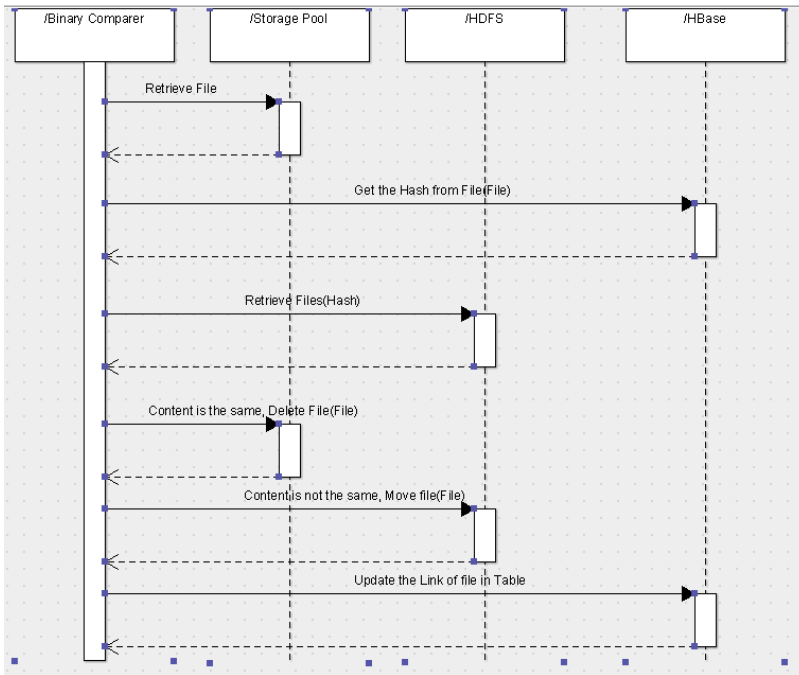 /Binary Comparer
/Storage Pool
/HDFS
/HBase
Retrieve File
Get the Hash from File(File)
Retrieve Files(Hash)
Content is the same, Delete File(File)
Content is not the same, Move file(File)
Update the Link of file in Table